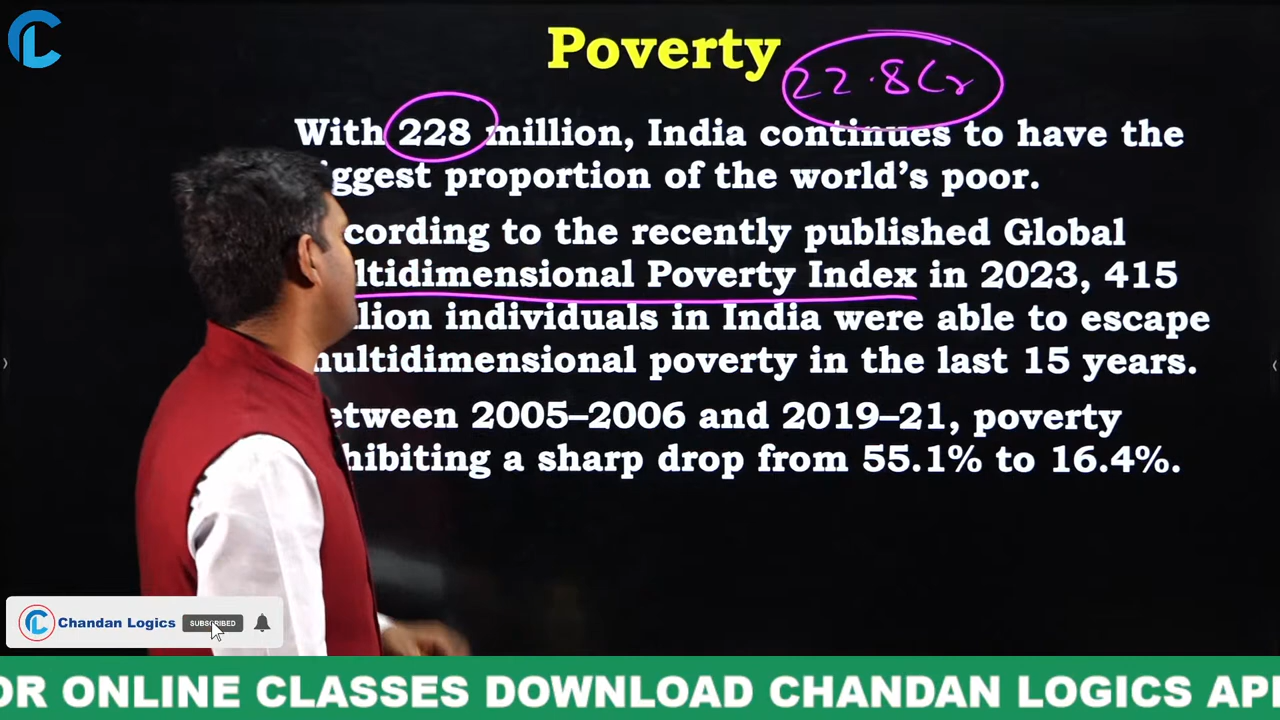 Poverty
22.8Cr
With 228 million, India continues to have the
ggest proportion of the world’s poor.
cording to the recently published Global
ltidimensional Poverty Index in 2023, 415
lion individuals in India were able to escape
multidimensional poverty in the last 15 years.
etween 2005–2006 and 2019–21, poverty
hibiting a sharp drop from 55.1% to 16.4%.
Chandan Logics SUBSCRIBED
OR ONLINE CLASSES DOWNLOAD CHANDAN LOGICS AP